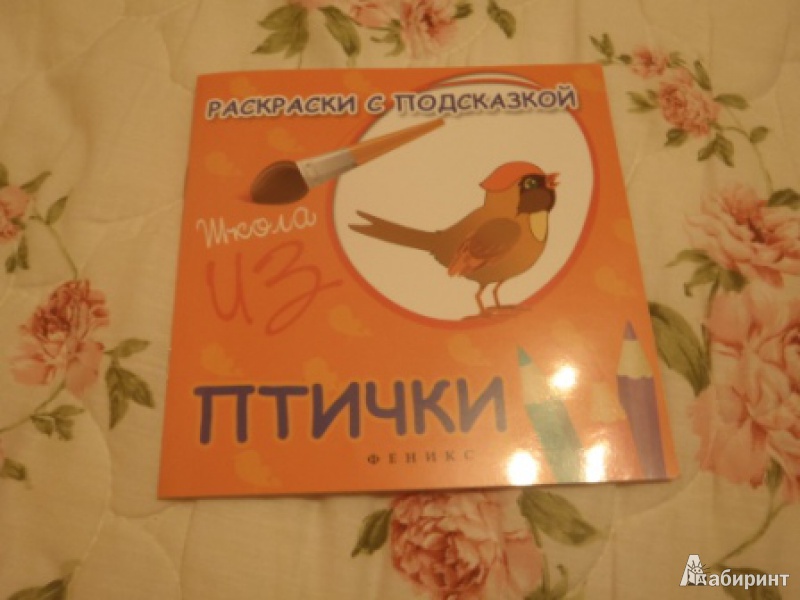 РАСКРАСКИ С ПОДСКАЗКОЙ
Школа
ИЗ
ПТИЧКИ
ФЕНИКС
Лабиринт